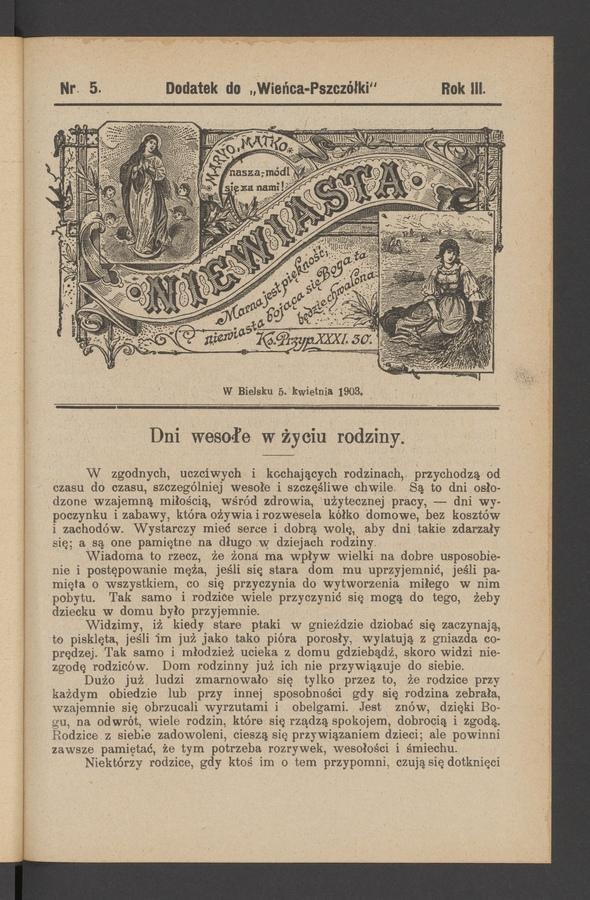 Nr. 5. Dodatek do „Wieńca-Pszczółki“ Rok III.
MARYO, MATKO
nasza, módl
się za nami!
NIEWIASTA
Marna jest piękność,
niewiasta bojąca się Boga ta
będzie chwalona.
Ks. Przyp XXXI. 30.
W Bielsku 5. kwietnia 1903.
Dni wesołe w życiu rodziny.
W zgodnych, uczciwych i kochających rodzinach, przychodzą od
czasu do czasu, szczególniej wesołe i szczęśliwe chwile. Są to dni osło-
dzone wzajemną miłością, wśród zdrowia, użytecznej pracy, — dni wy-
poczynku i zabawy, która ożywia i rozwesela kółko domowe, bez kosztów
i zachodów. Wystarczy mieć serce i dobrą wolę, aby dni takie zdarzały
się; a są one pamiętne na długo w dziejach rodziny.
Wiadoma to rzecz, że żona ma wpływ wielki na dobre usposobie-
nie i postępowanie męża, jeśli się stara dom mu uprzyjemnić, jeśli pa-
mięta o wszystkiem, co się przyczynia do wytworzenia miłego w nim
pobytu. Tak samo i rodzice wiele przyczynić się mogą do tego, żeby
dziecku w domu było przyjemnie.
Widzimy, iż kiedy stare ptaki w gnieździe dziobać się zaczynają,
to pisklęta, jeśli im już jako tako pióra porosły, wylatują z gniazda co-
prędzej. Tak samo i młodzież ucieka z domu gdziebądź, skoro widzi nie-
zgodę rodziców. Dom rodzinny już ich nie przywiązuje do siebie.
Dużo już ludzi zmarnowało się tylko przez to, że rodzice przy
każdym obiedzie lub przy innej sposobności gdy się rodzina zebrała,
wzajemnie się obrzucali wyrzutami i obelgami. Jest znów, dzięki Bo-
gu, na odwrót, wiele rodzin, które się rządzą spokojem, dobrocią i zgodą.
Rodzice z siebie zadowoleni, cieszą się przywiązaniem dzieci; ale powinni
zawsze pamiętać, że tym potrzeba rozrywek, wesołości i śmiechu.
Niektórzy rodzice, gdy ktoś im o tem przypomni, czują się dotknięci